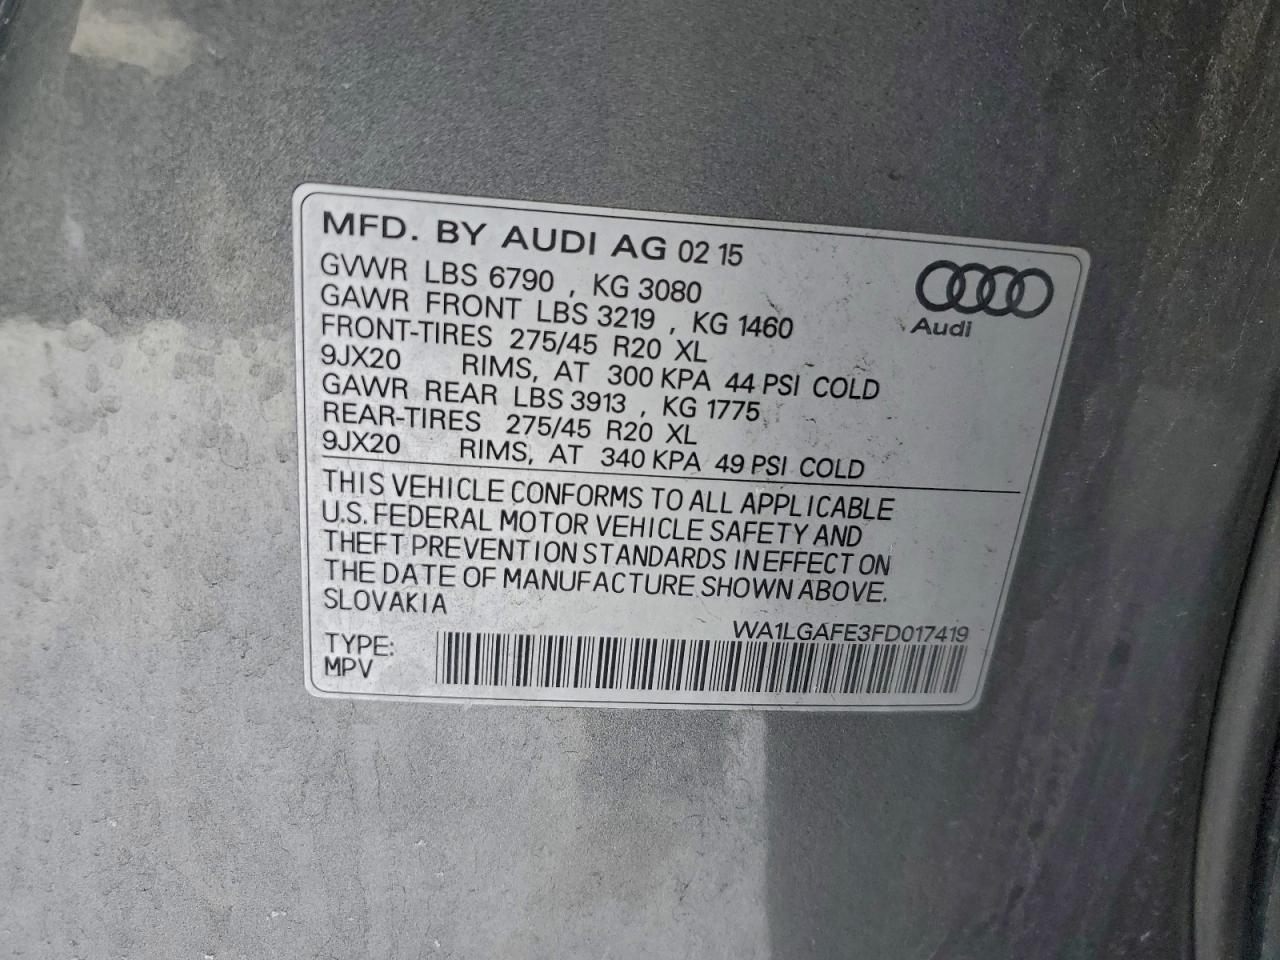 MFD. BY AUDI AG 02 15
GVWR LBS 6790 , KG 3080
GAWR FRONT LBS 3219 , KG 1460
FRONT-TIRES 275/45 R20 XL
9JX20 RIMS, AT 300 KPA 44 PSI COLD
GAWR REAR LBS 3913 , KG 1775
REAR-TIRES 275/45 R20 XL
9JX20 RIMS, AT 340 KPA 49 PSI COLD
Audi
THIS VEHICLE CONFORMS TO ALL APPLICABLE
U.S. FEDERAL MOTOR VEHICLE SAFETY AND
THEFT PREVENTION STANDARDS IN EFFECT ON
THE DATE OF MANUFACTURE SHOWN ABOVE.
SLOVAKIA
WA1LGAFE3FD017419
TYPE:
MPV